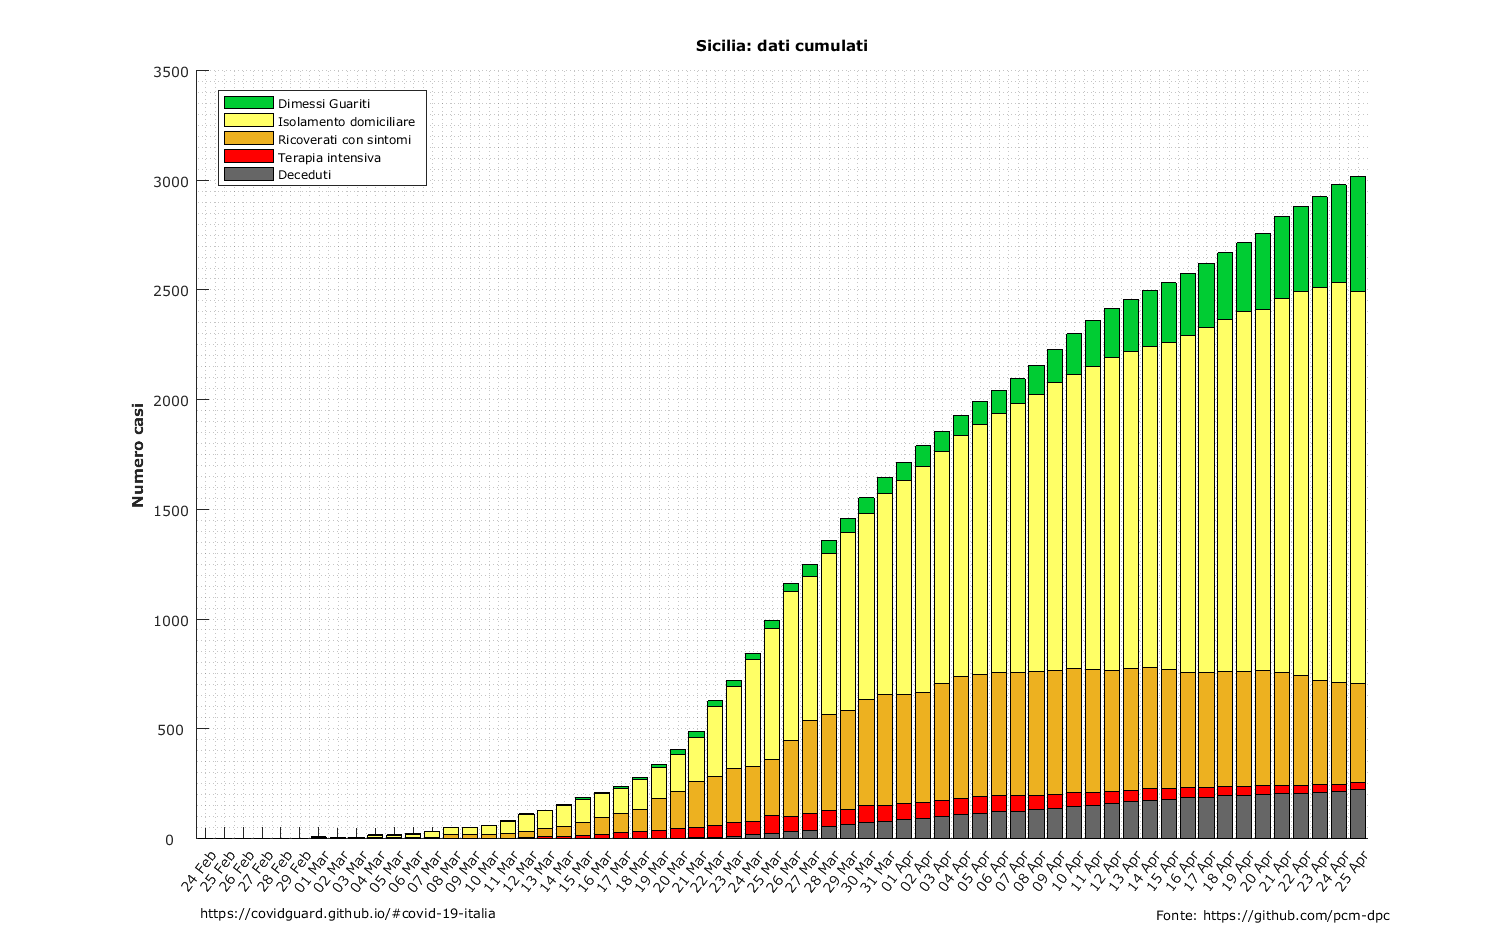 Sicilia: dati cumulati
Numero casi
3500
3000
2500
2000
1500
1000
500
0
Dimessi Guariti
Isolamento domiciliare
Ricoverati con sintomi
Terapia intensiva
Deceduti
24 Feb
25 Feb
26 Feb
27 Feb
28 Feb
29 Feb
01 Mar
02 Mar
03 Mar
04 Mar
05 Mar
06 Mar
07 Mar
08 Mar
09 Mar
10 Mar
11 Mar
12 Mar
13 Mar
14 Mar
15 Mar
16 Mar
17 Mar
18 Mar
19 Mar
20 Mar
21 Mar
22 Mar
23 Mar
24 Mar
25 Mar
26 Mar
27 Mar
28 Mar
29 Mar
30 Mar
31 Mar
01 Apr
02 Apr
03 Apr
04 Apr
05 Apr
06 Apr
07 Apr
08 Apr
09 Apr
10 Apr
11 Apr
12 Apr
13 Apr
14 Apr
15 Apr
16 Apr
17 Apr
18 Apr
19 Apr
20 Apr
21 Apr
22 Apr
23 Apr
24 Apr
25 Apr
https://covidguard.github.io/#covid-19-italia
Fonte: https://github.com/pcm-dpc